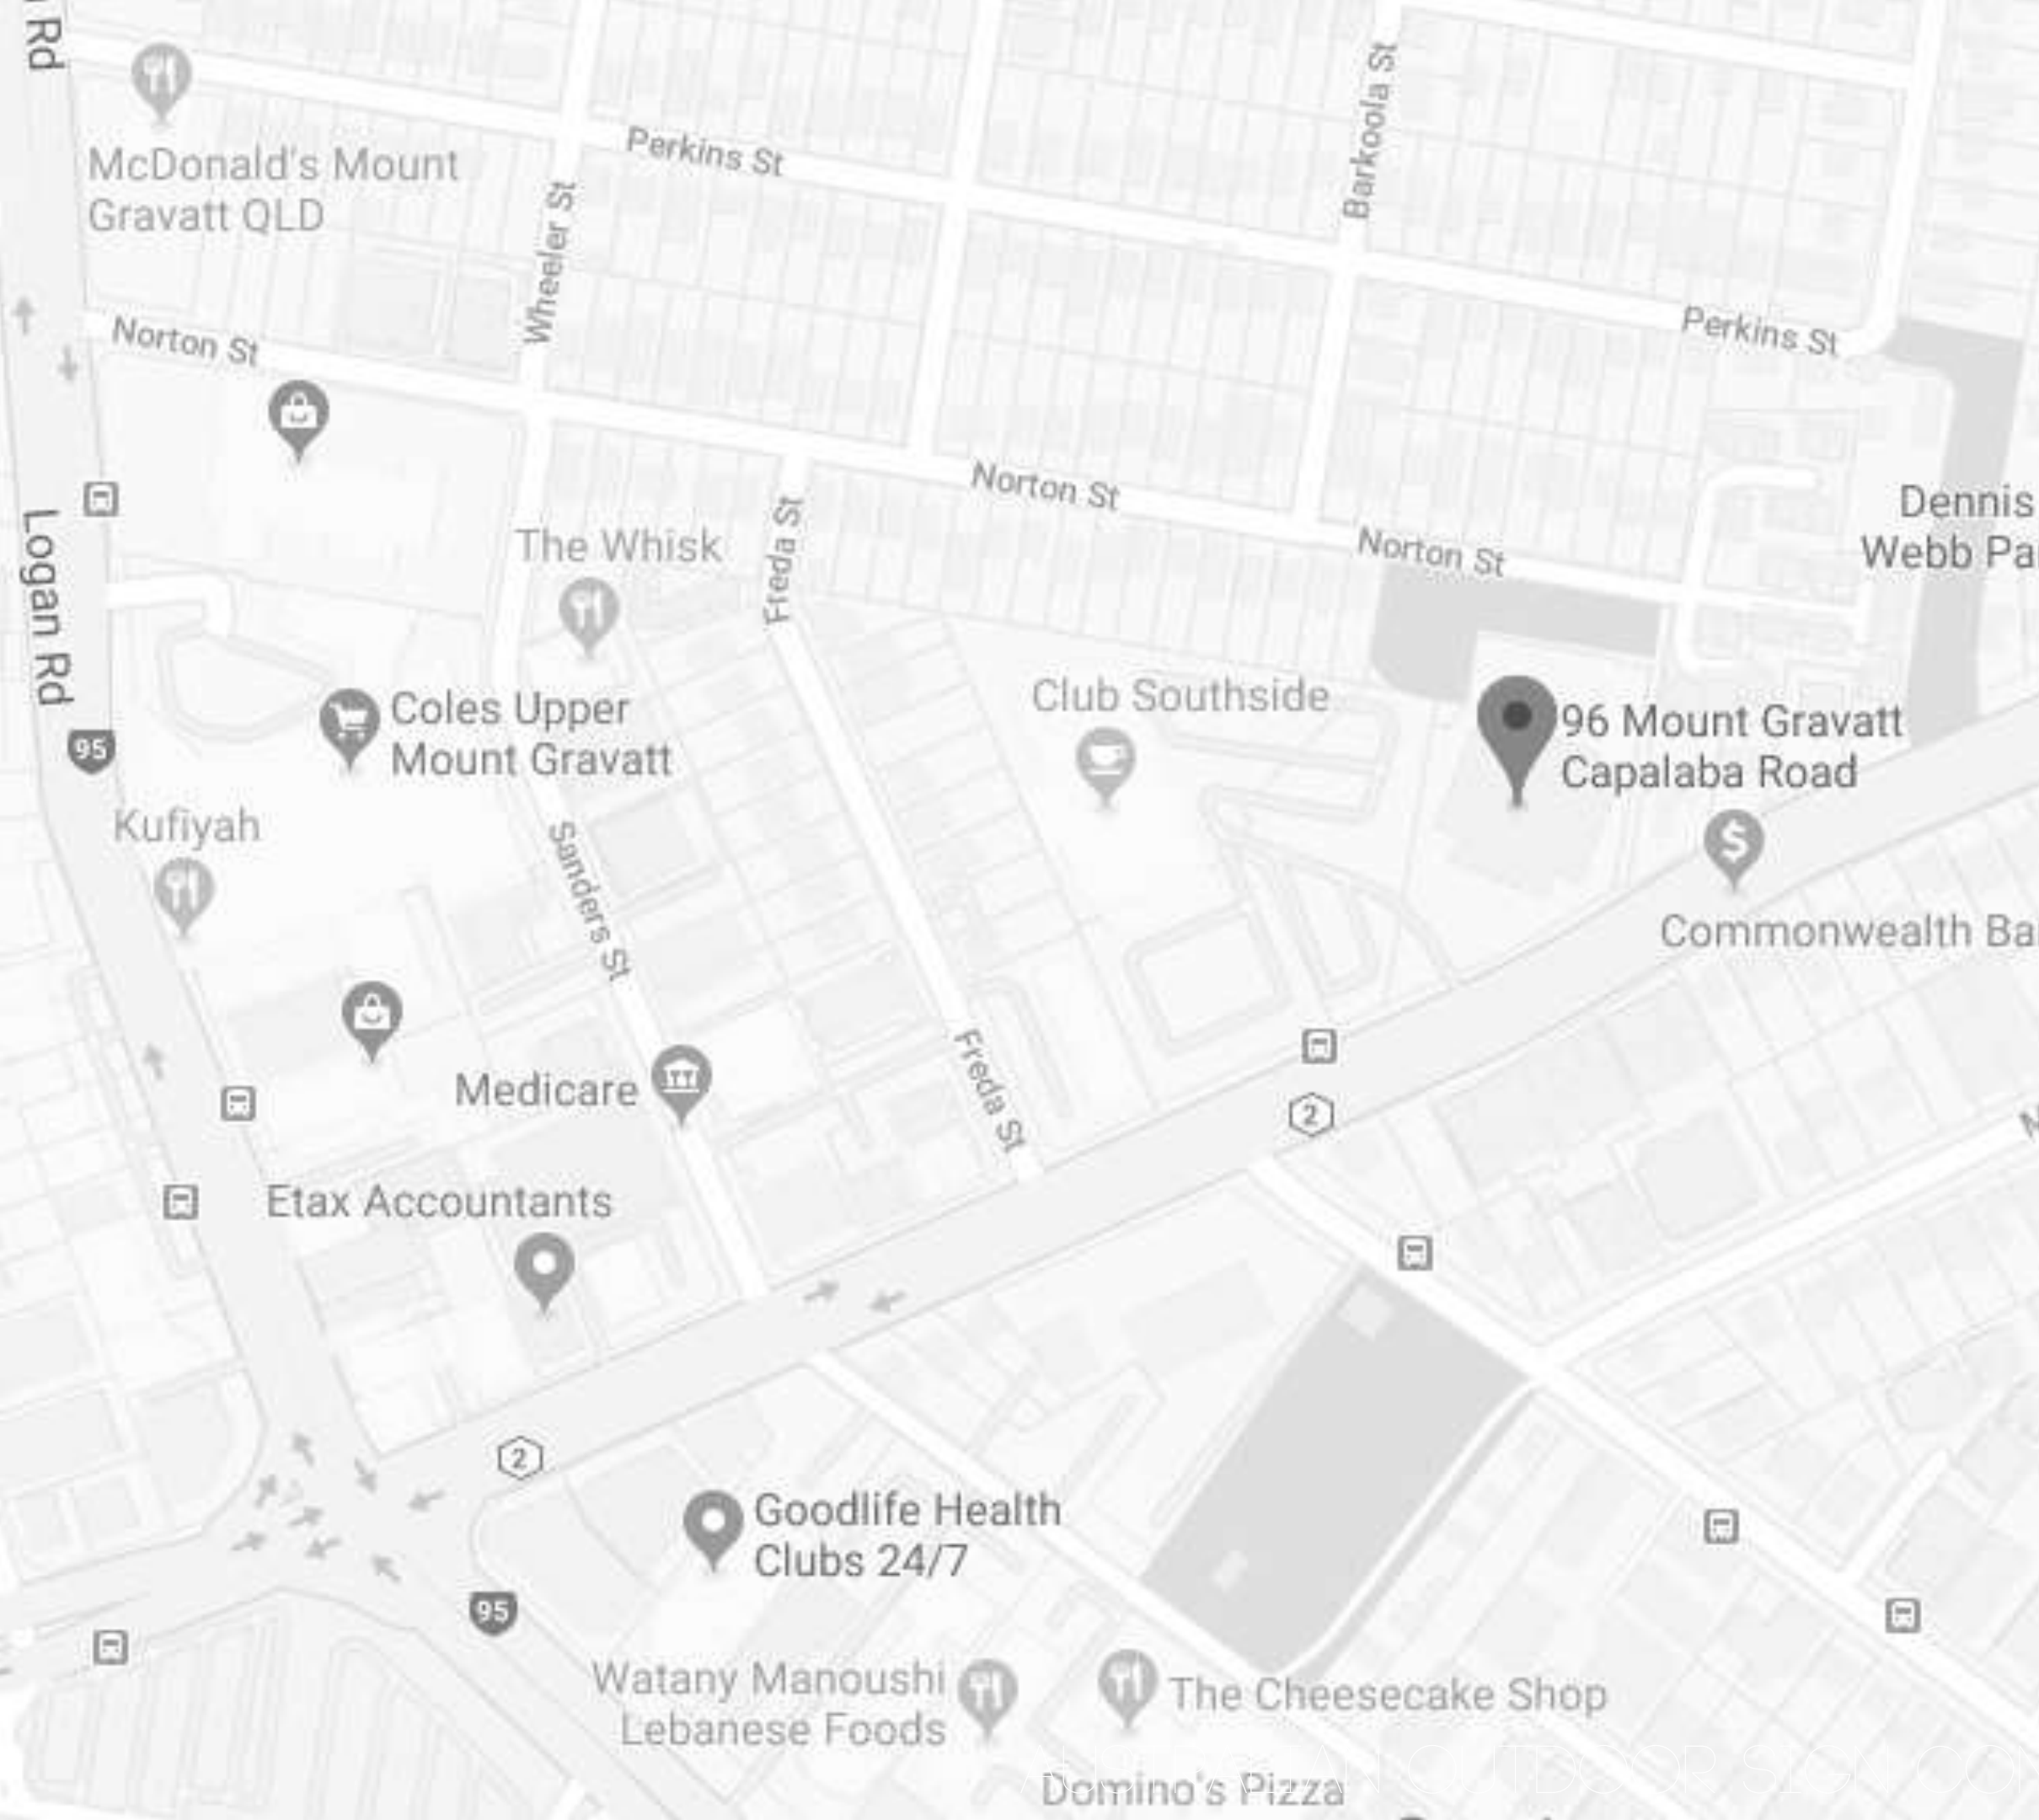 Rd
McDonald's Mount
Gravatt QLD
Perkins St
Barkoola St
Wheeler St
Perkins St
Norton St
Norton St
Norton St
Dennis
Webb Pa
Logan Rd
The Whisk
Freda St
Club Southside
96 Mount Gravatt
Capalaba Road
Coles Upper
Mount Gravatt
95
Kufiyah
$
Commonwealth Ba
Sanders St
Freda St
Medicare
2
Etax Accountants
2
Goodlife Health
Clubs 24/7
95
Watany Manoushi
Lebanese Foods
The Cheesecake Shop
OUTDOOR SIGN CO
Domino's Pizza